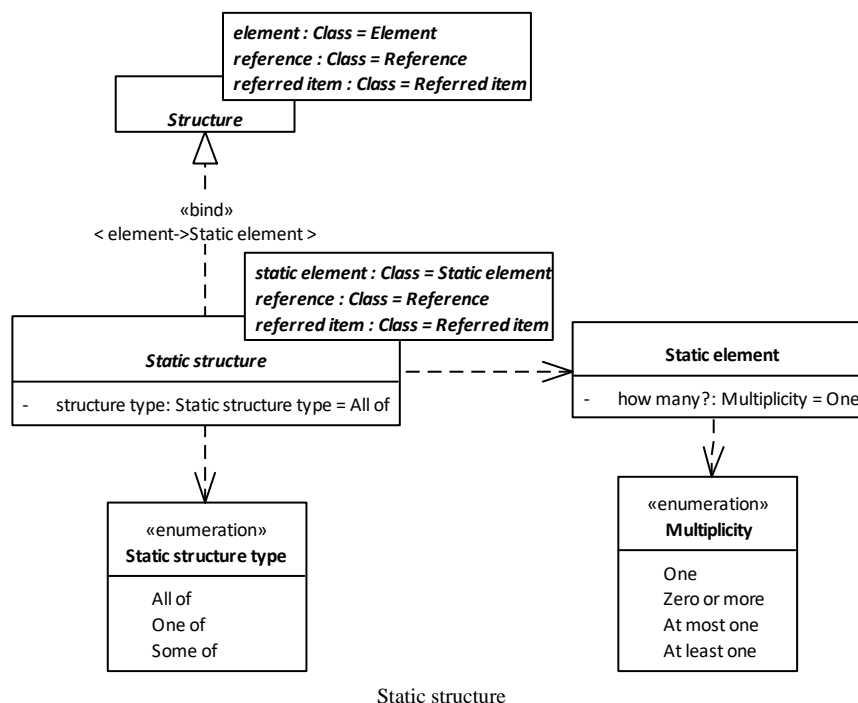 element : Class = Element
reference : Class = Reference
referred item : Class = Referred item
Structure
«bind»
< element->Static element >
static element : Class = Static element
reference : Class = Reference
referred item : Class = Referred item
Static structure
- structure type: Static structure type = All of
Static element
- how many?: Multiplicity = One
«enumeration»
Static structure type
All of
One of
Some of
«enumeration»
Multiplicity
One
Zero or more
At most one
At least one
Static structure